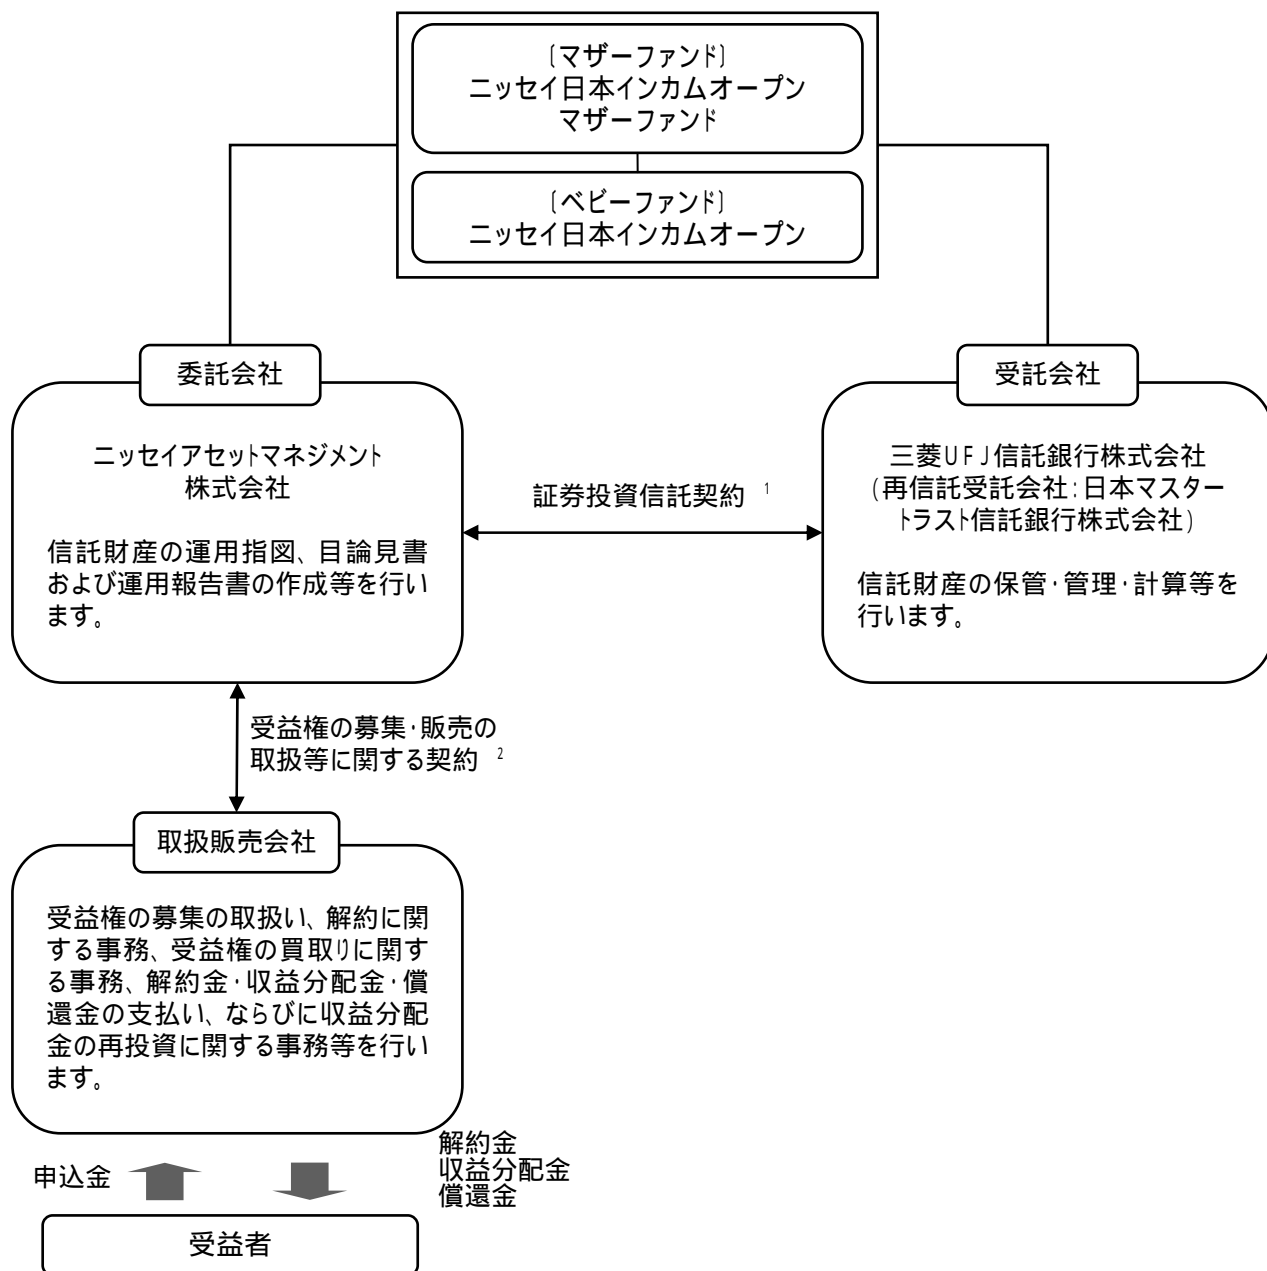 〔マザーファンド〕
ニッセイ日本インカムオープン
マザーファンド
〔ベビーファンド〕
ニッセイ日本インカムオープン
委託会社
ニッセイアセットマネジメント
株式会社
信託財産の運用指図、目論見書
および運用報告書の作成等を行い
ます。
証券投資信託契約 1
受託会社
三菱UFJ信託銀行株式会社
(再信託受託会社:日本マスター
トラスト信託銀行株式会社)
信託財産の保管・管理・計算等を
行います。
受益権の募集・販売の
取扱等に関する契約 2
取扱販売会社
受益権の募集の取扱い、解約に関
する事務、受益権の買取りに関す
る事務、解約金・収益分配金・償
還金の支払い、ならびに収益分配
金の再投資に関する事務等を行い
ます。
申込金
解約金
収益分配金
償還金
受益者